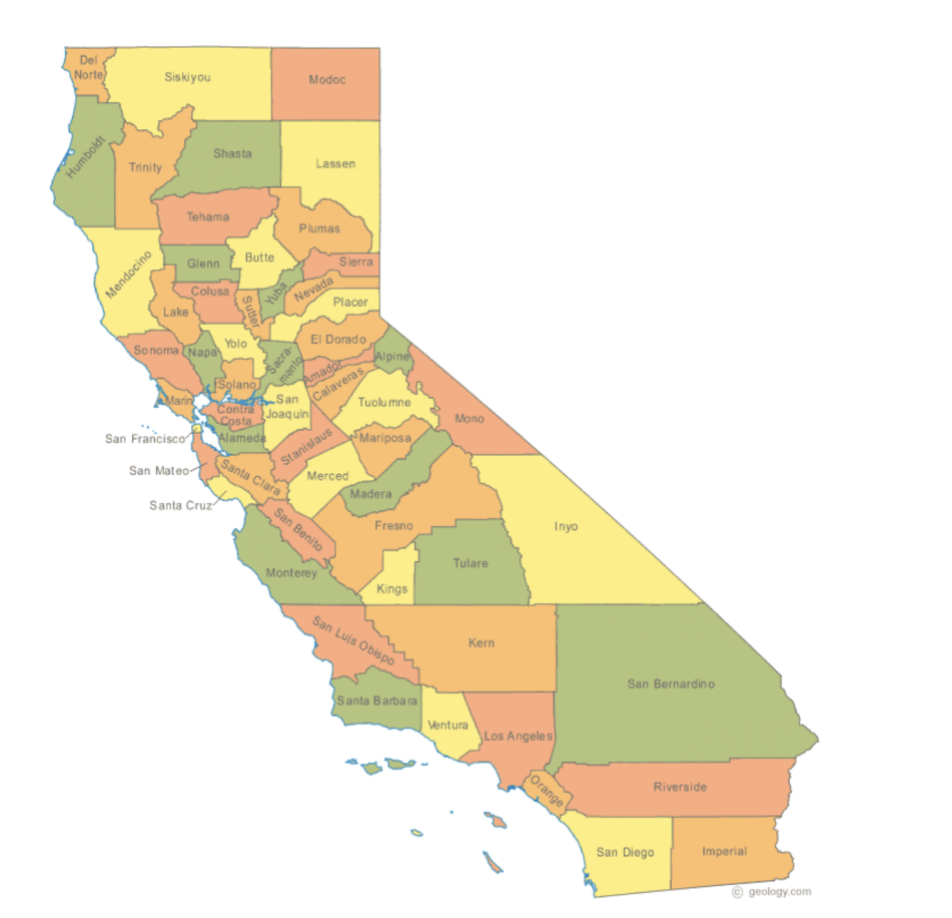 Del
Norte
Siskiyou
Modoc
Humboldt
Trinity
Shasta
Lassen
Tehama
Plumas
Mendocino
Glenn
Butte
Sierra
Colusa
Yuba
Nevada
Lake
Sutter
Placer
Sonoma
Napa
Yolo
Sacra-
mento
El Dorado
Alpine
Amador
Solano
Calaveras
Marin
Contra
Costa
San
Joaquin
Tuolumne
Mono
San Francisco
Alameda
Stanislaus
Mariposa
San Mateo
Santa Clara
Merced
Madera
Santa Cruz
San Benito
Fresno
Inyo
Monterey
Kings
Tulare
San Luis Obispo
Kern
San Bernardino
Santa Barbara
Ventura
Los Angeles
Orange
Riverside
San Diego
Imperial
© geology.com